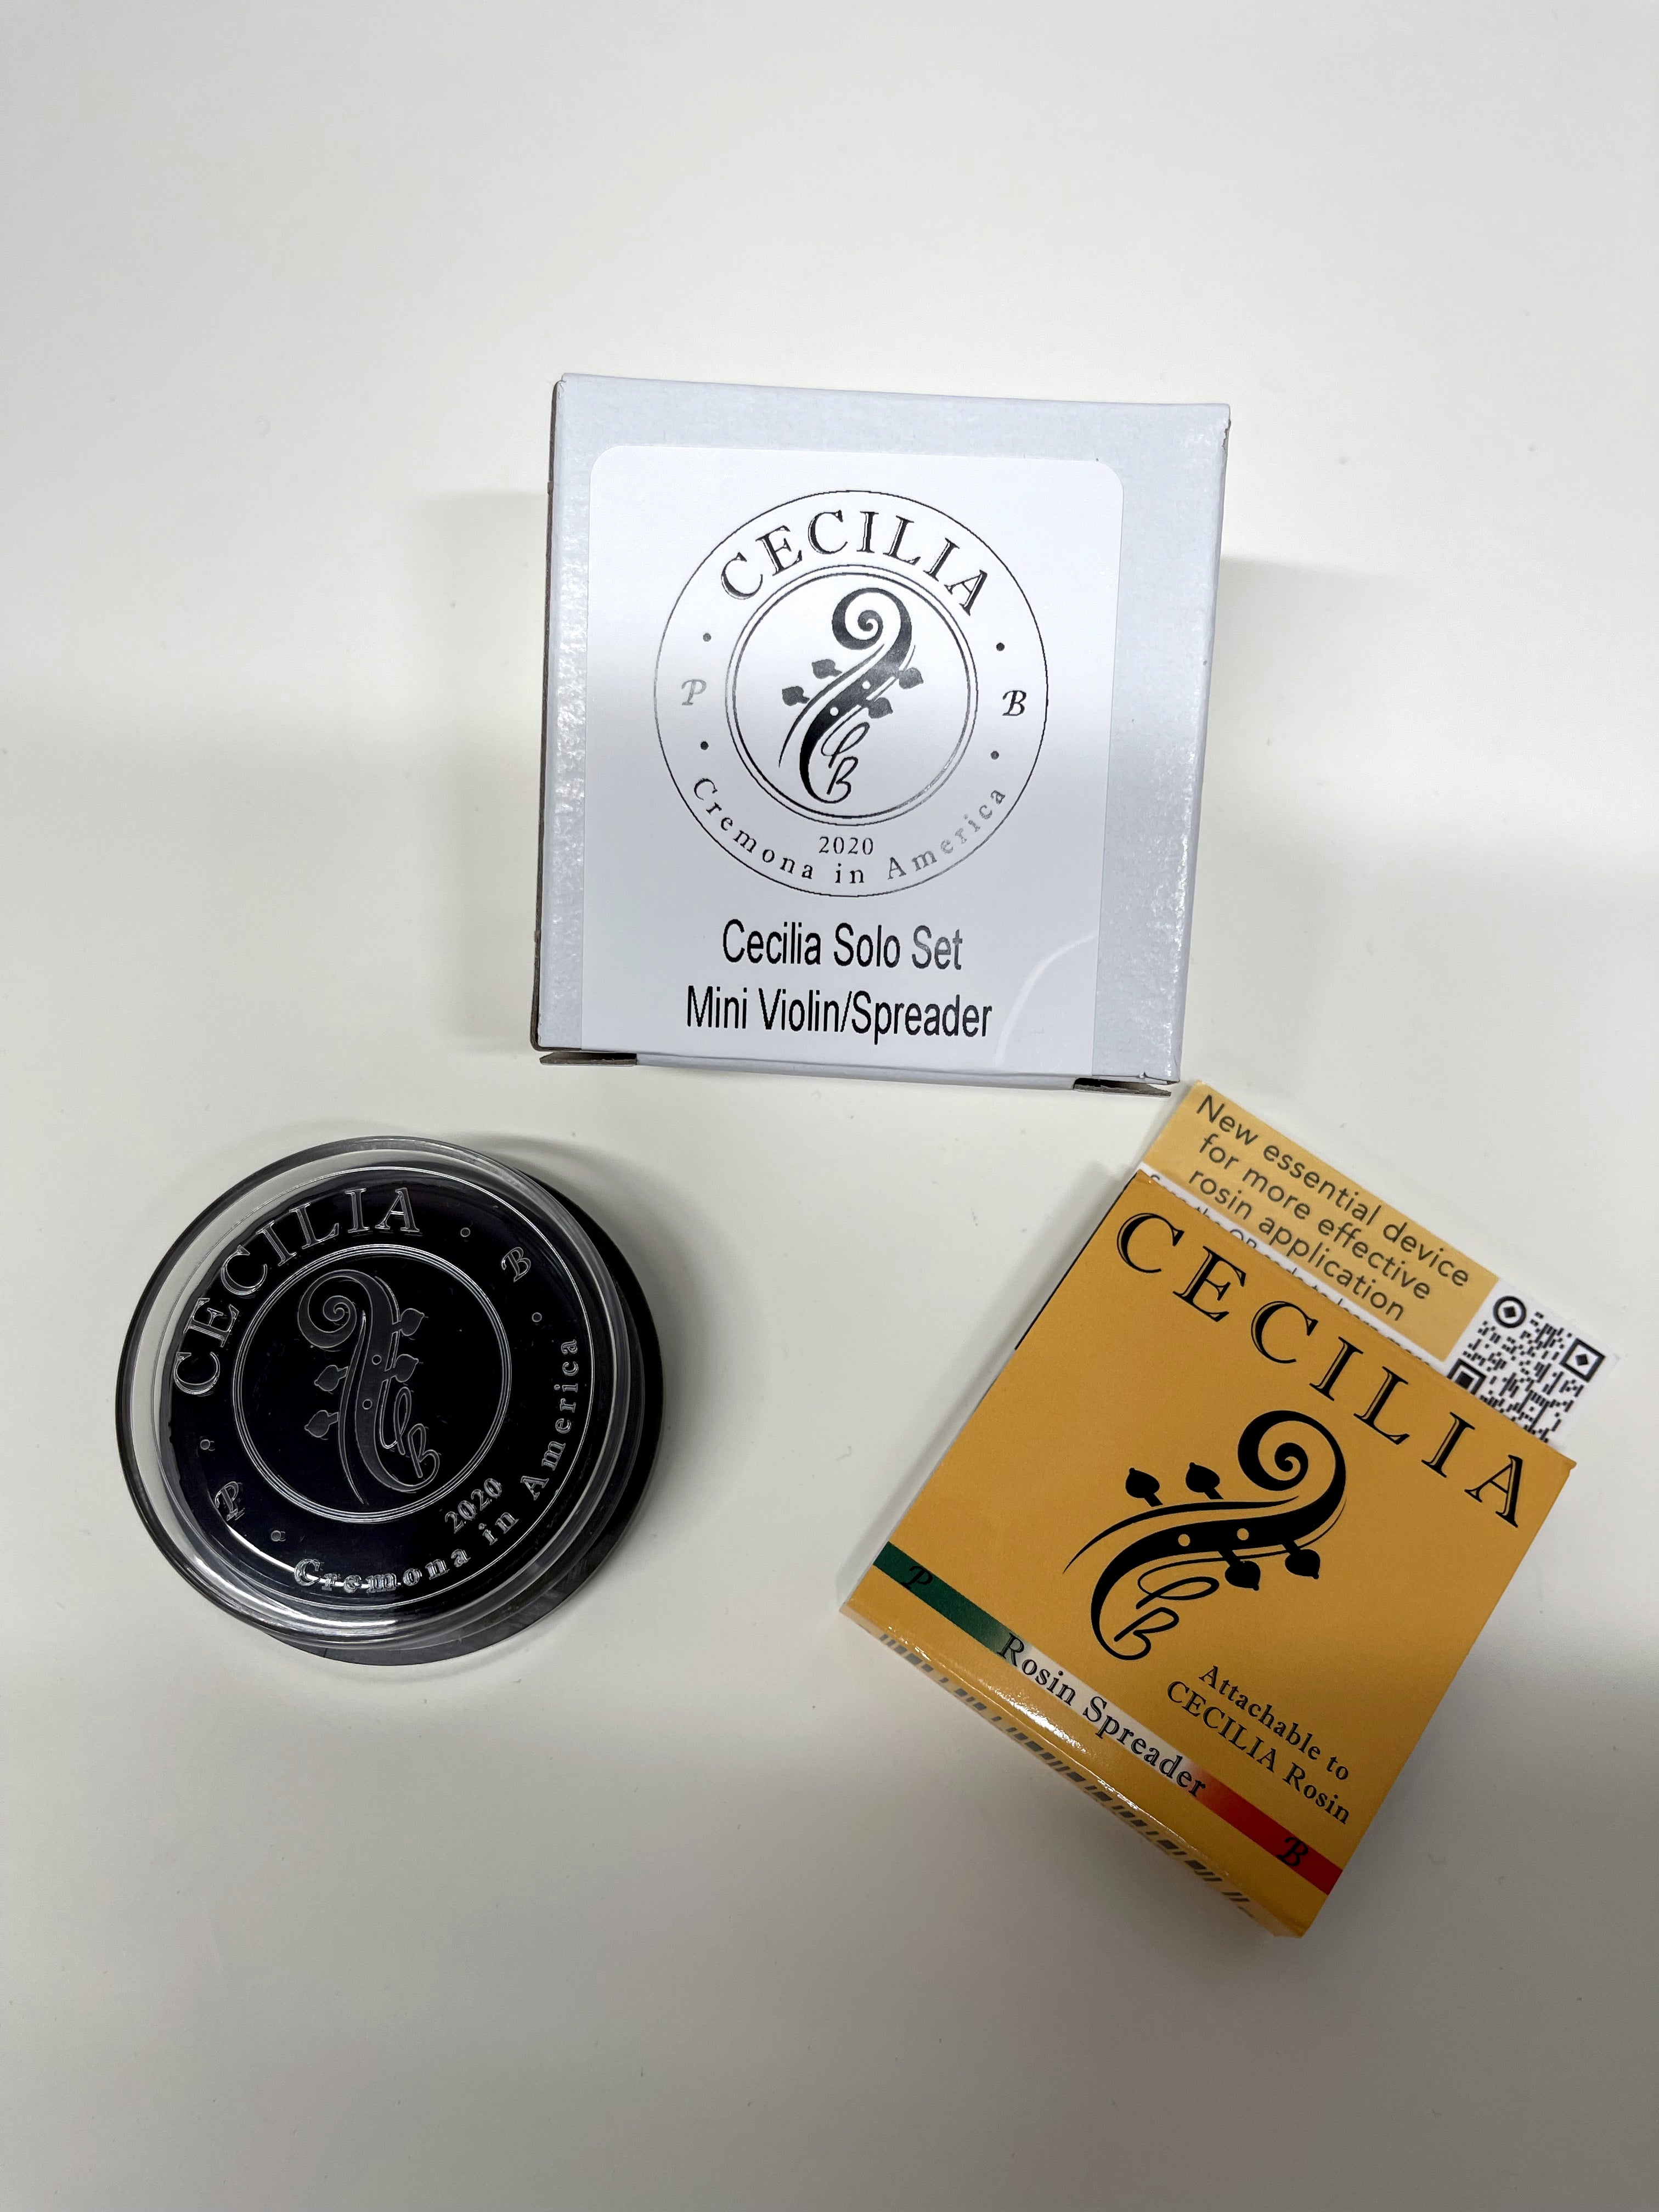 CECILIA
P B
2020
Cremona in America
Cecilia Solo Set
Mini Violin/Spreader
CECILIA
P B
2020
Cremona in America
New essential device
for more effective
rosin application
CECILIA
B
Attachable to
CECILIA Rosin
P Rosin Spreader B